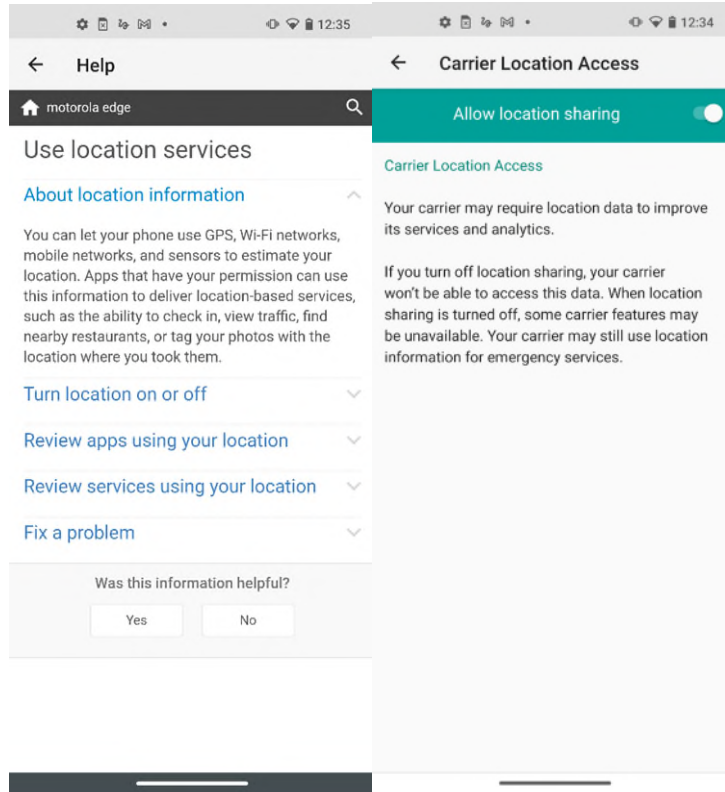 12:35
Help
motorola edge
Use location services
About location information
You can let your phone use GPS, Wi-Fi networks,
mobile networks, and sensors to estimate your
location. Apps that have your permission can use
this information to deliver location-based services,
such as the ability to check in, view traffic, find
nearby restaurants, or tag your photos with the
location where you took them.
Turn location on or off
Review apps using your location
Review services using your location
Fix a problem
Was this information helpful?
Yes
No
12:34
Carrier Location Access
Allow location sharing
Carrier Location Access
Your carrier may require location data to improve
its services and analytics.
If you turn off location sharing, your carrier
won't be able to access this data. When location
sharing is turned off, some carrier features may
be unavailable. Your carrier may still use location
information for emergency services.